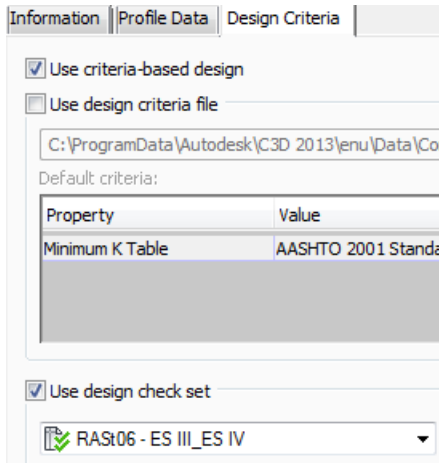 Information Profile Data Design Criteria
Use criteria-based design
Use design criteria file
C:\ProgramData\Autodesk\C3D 2013\enu\Data\Co
Default criteria:
Property Value
Minimum K Table AASHTO 2001 Standa
Use design check set
RASt06 - ES III_ES IV